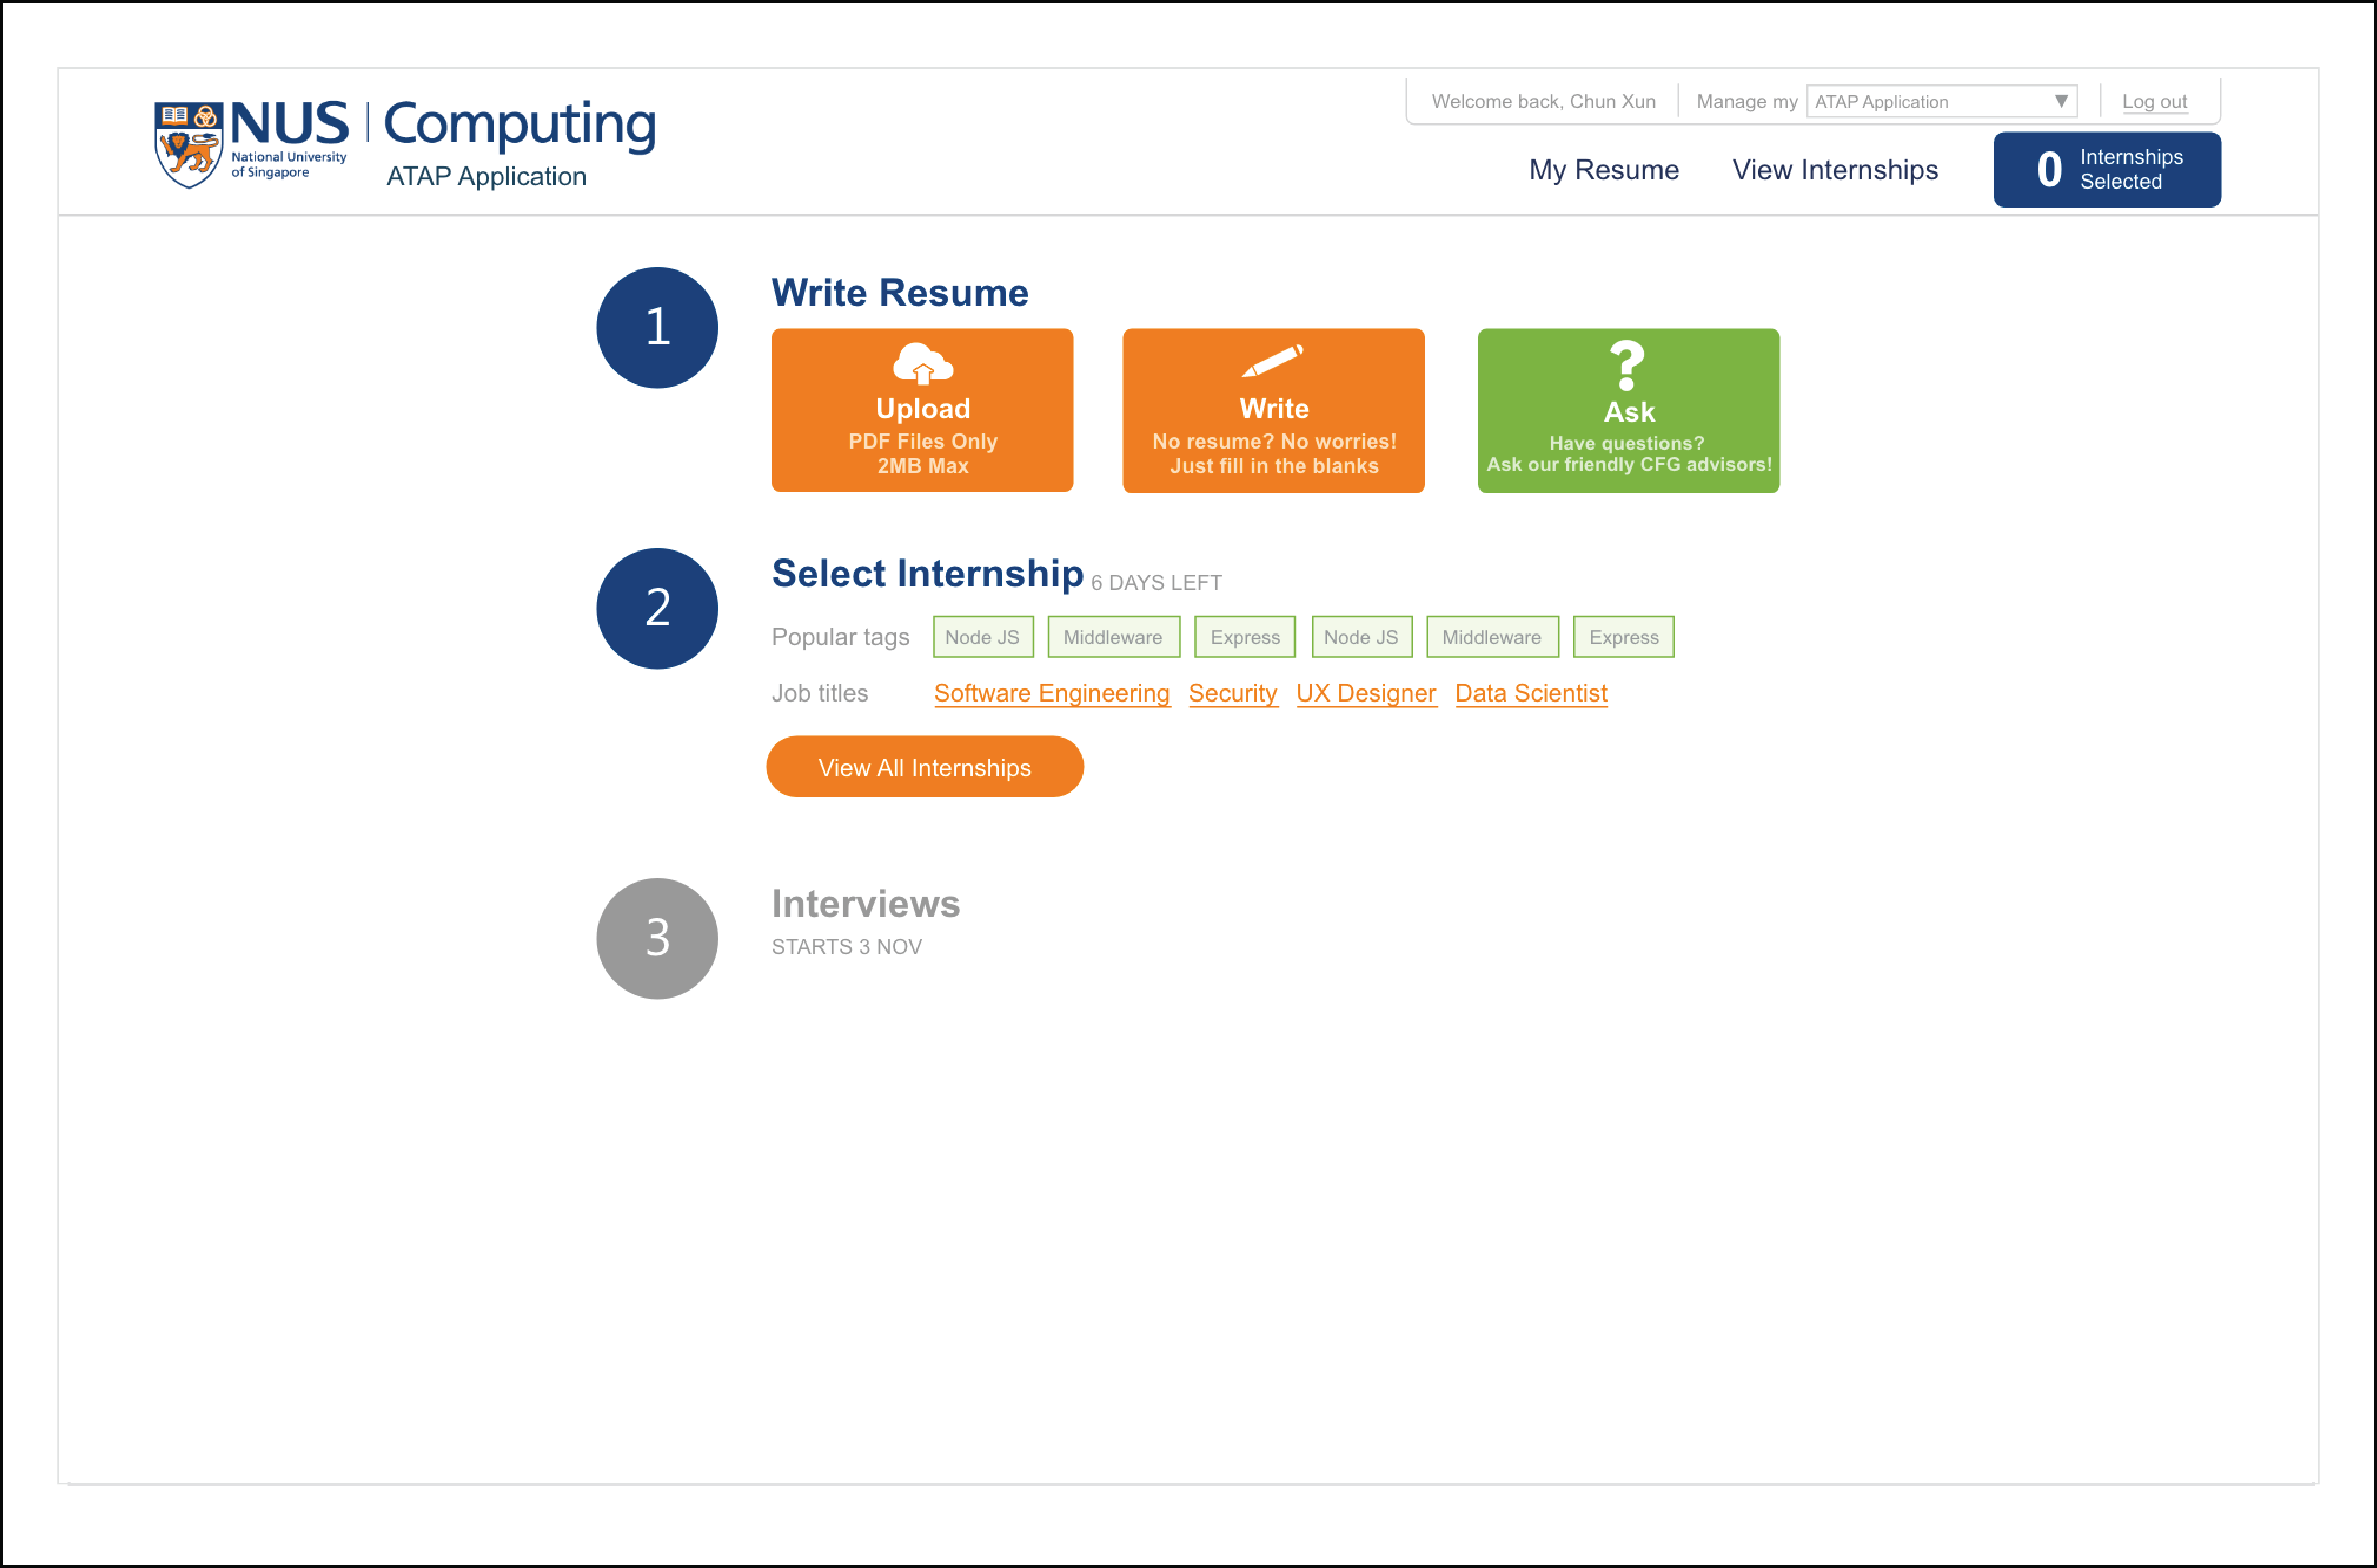 Welcome back, Chun Xun Manage my ATAP Application ▼ Log out
NUS Computing
National University
of Singapore
ATAP Application
My Resume View Internships 0 Internships
Selected
1 Write Resume
Upload
PDF Files Only
2MB Max
Write
No resume? No worries!
Just fill in the blanks
?
Ask
Have questions?
Ask our friendly CFG advisors!
2 Select Internship 6 DAYS LEFT
Popular tags Node JS Middleware Express Node JS Middleware Express
Job titles Software Engineering Security UX Designer Data Scientist
View All Internships
3 Interviews
STARTS 3 NOV